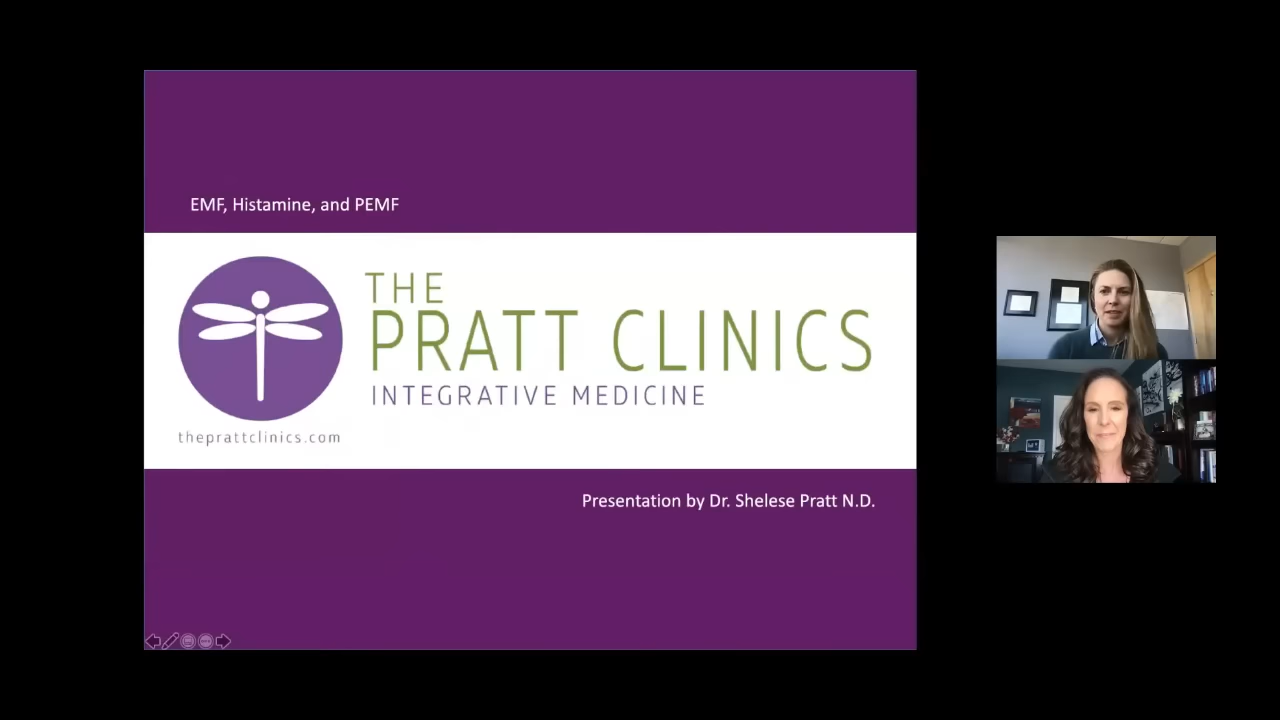 EMF, Histamine, and PEMF
THE
PRATT CLINICS
INTEGRATIVE MEDICINE
theprattclinics.com
Presentation by Dr. Shelese Pratt N.D.